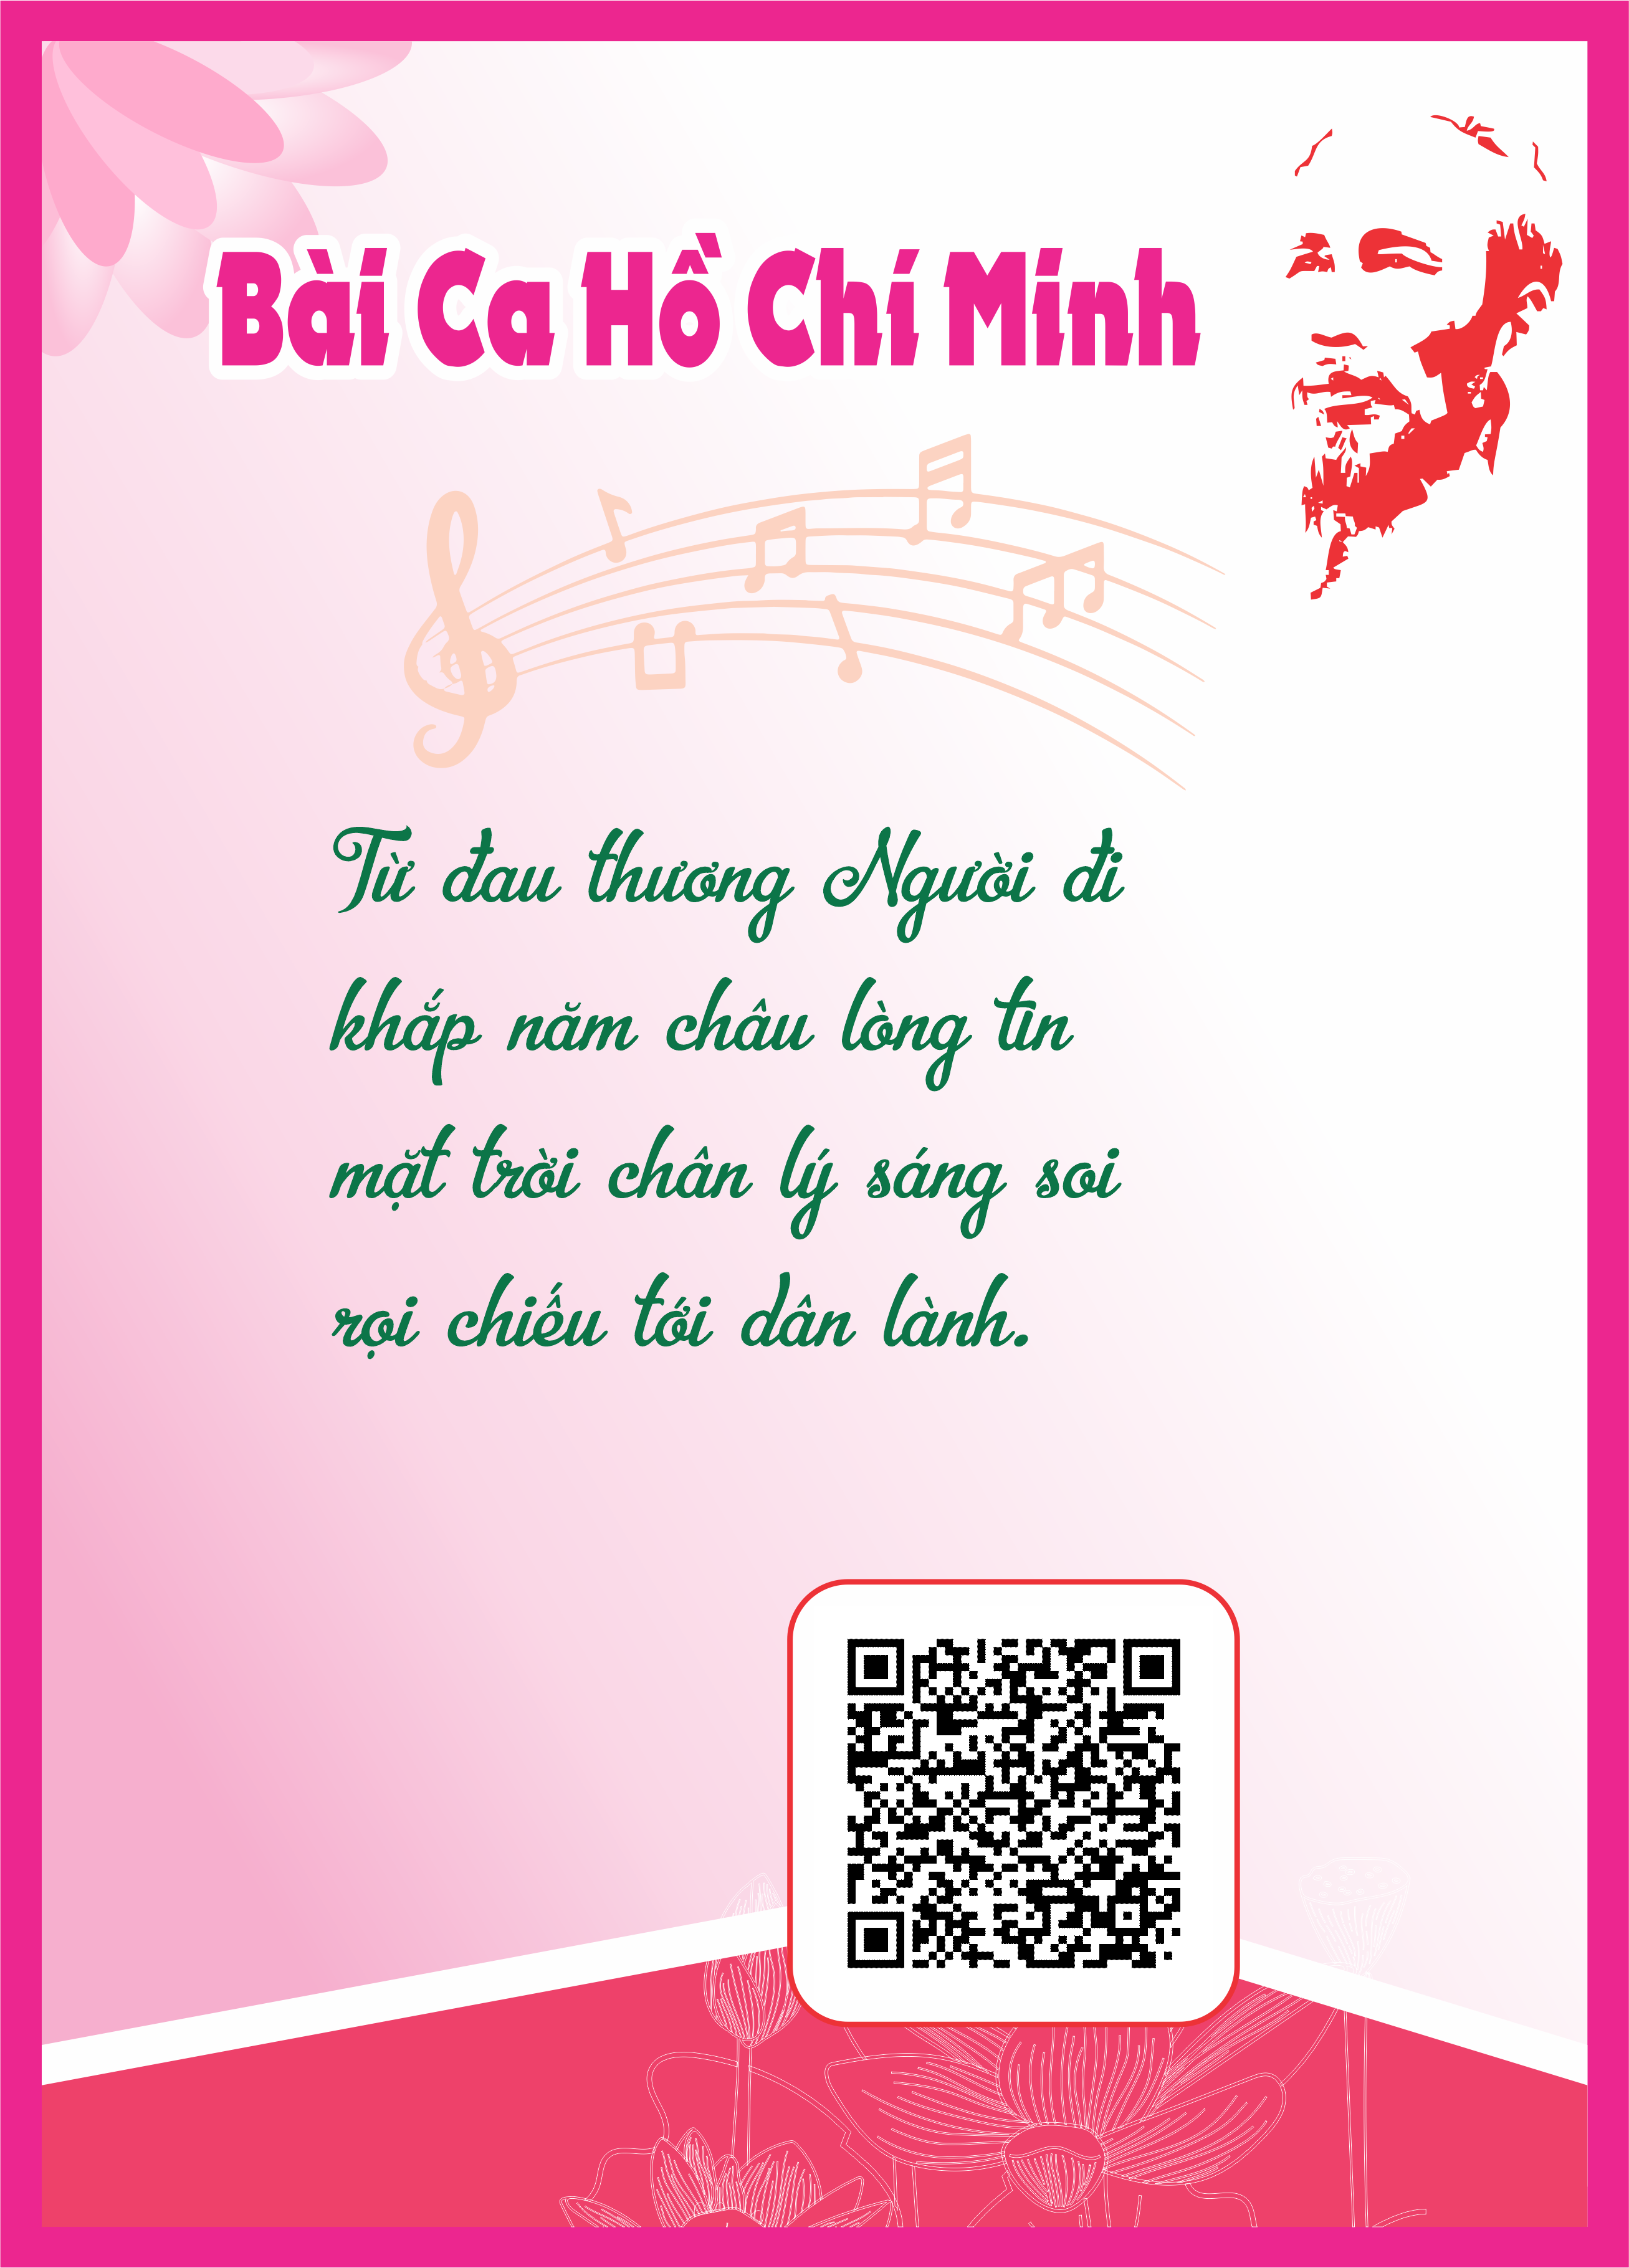 Bài Ca Hồ Chí Minh
Từ đau thương Người đi
khắp năm châu lòng tin
mặt trời chân lý sáng soi
rọi chiếu tới dân lành.